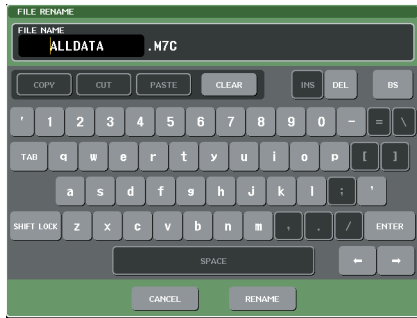 FILE RENAME
FILE NAME
ALLDATA .M7C
COPY CUT PASTE CLEAR INS DEL BS
' 1 2 3 4 5 6 7 8 9 0 - = \
TAB q w e r t y u i o p [ ]
a s d f g h j k l ; '
SHIFT LOCK z x c v b n m , . / ENTER
SPACE ← →
CANCEL RENAME